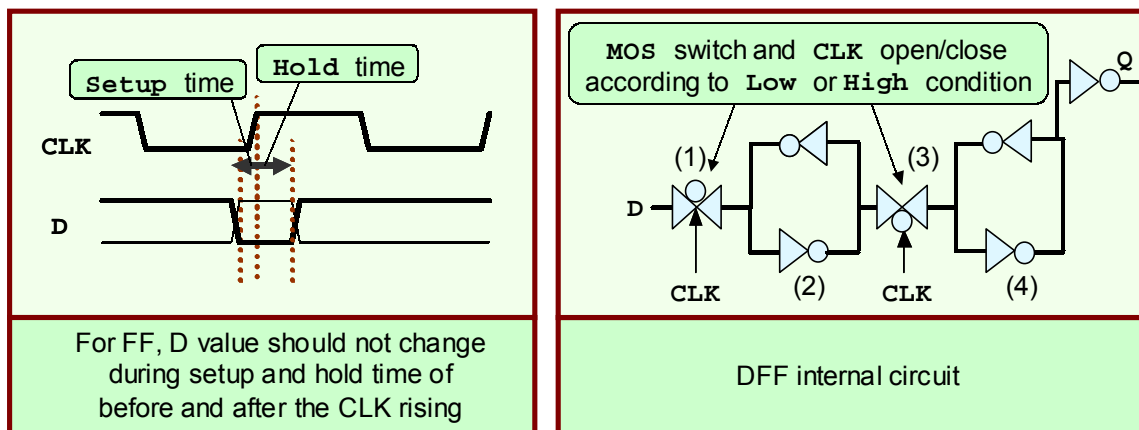 Setup time
Hold time
CLK
D
For FF, D value should not change
during setup and hold time of
before and after the CLK rising
MOS switch and CLK open/close
according to Low or High condition
Q
(1)
(3)
D
CLK
(2)
CLK
(4)
DFF internal circuit